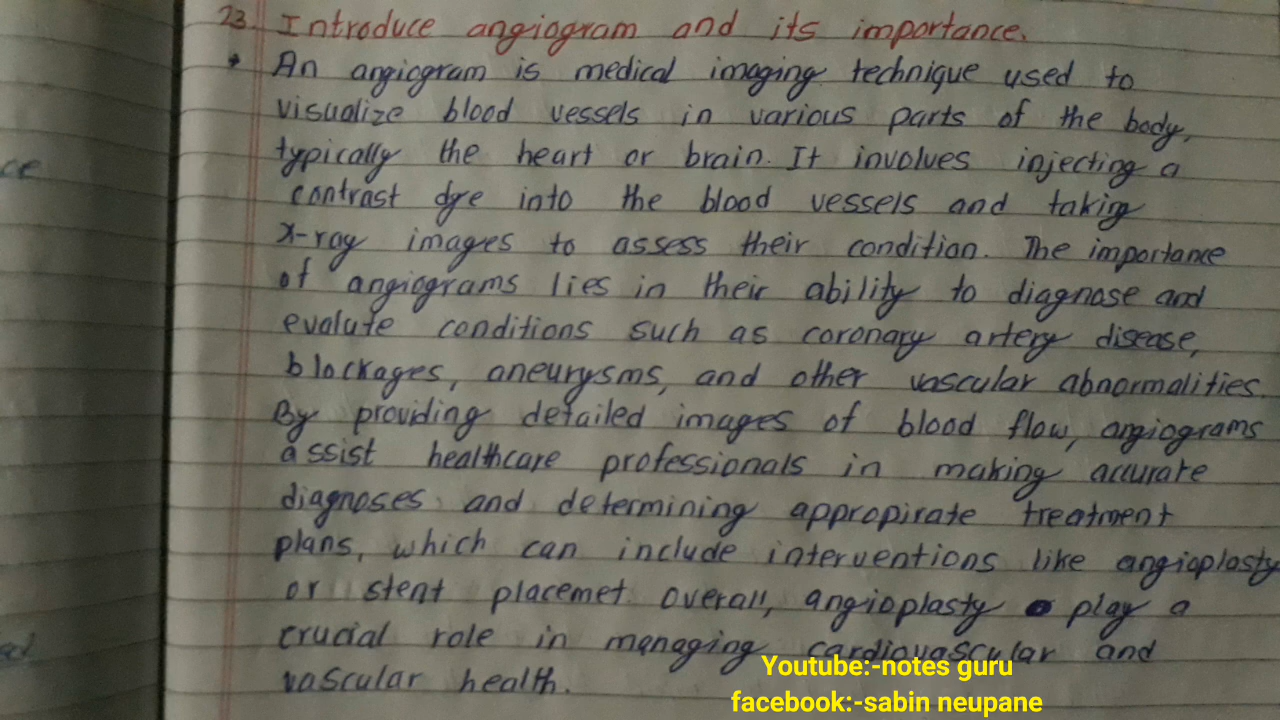 23. Introduce angiogram and its importance.
An angiogram is medical imaging technique used to
visualize blood vessels in various parts of the body,
typically the heart or brain. It involves injecting a
contrast dye into the blood vessels and taking
x-ray images to assess their condition. The importance
of angiograms lies in their ability to diagnose and
evalute conditions such as coronary artery disease,
blockages, aneurysms, and other vascular abnormalities.
By providing detailed images of blood flow, angiograms
assist healthcare professionals in making accurate
diagnoses and determining appropirate treatment
plans, which can include interventions like angioplasty
or stent placemet overall, angioplasty play a
crucial role in managing cardiovascular and
vascular health.
ce
ed
Youtube:-notes guru
facebook:-sabin neupane